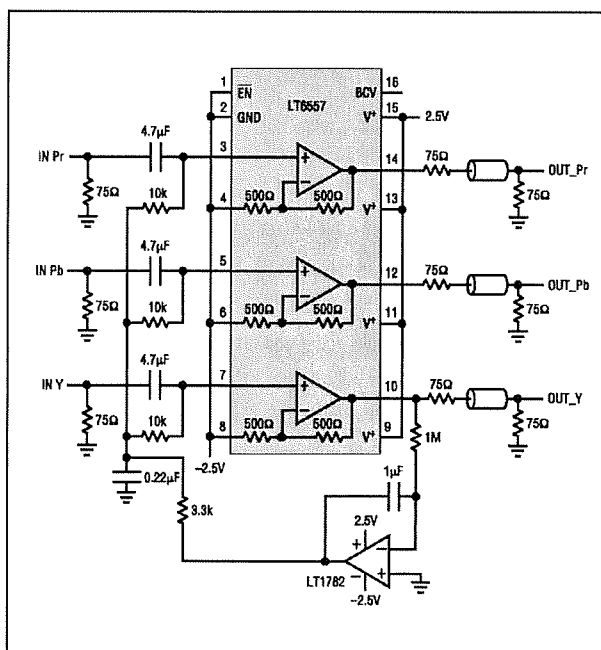 1
EN
2
GND
LT6557
16
BCV
15
V+
2.5V
4.7µF
IN Pr
3
+
−
14
75Ω
OUT_Pr
75Ω
10k
4
500Ω
500Ω
V+
13
75Ω
4.7µF
IN Pb
5
+
−
12
75Ω
OUT_Pb
75Ω
10k
6
500Ω
500Ω
V+
11
75Ω
4.7µF
IN Y
7
+
−
10
75Ω
OUT_Y
75Ω
10k
8
500Ω
500Ω
V+
9
75Ω
−2.5V
1M
0.22µF
3.3k
1µF
2.5V
+
−
−
+
LT1782
−2.5V